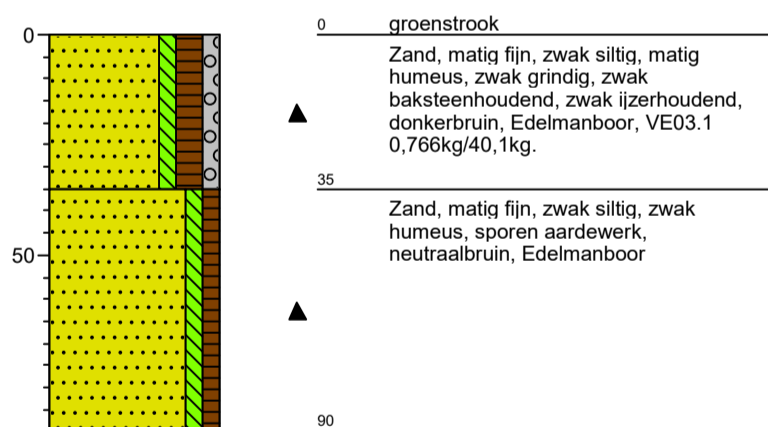 0
groenstrook
0
Zand, matig fijn, zwak siltig, matig
humeus, zwak grindig, zwak
baksteenhoudend, zwak ijzerhoudend,
donkerbruin, Edelmanboor, VE03.1
0,766kg/40,1kg.
35
Zand, matig fijn, zwak siltig, zwak
humeus, sporen aardewerk,
neutraalbruin, Edelmanboor
50
90